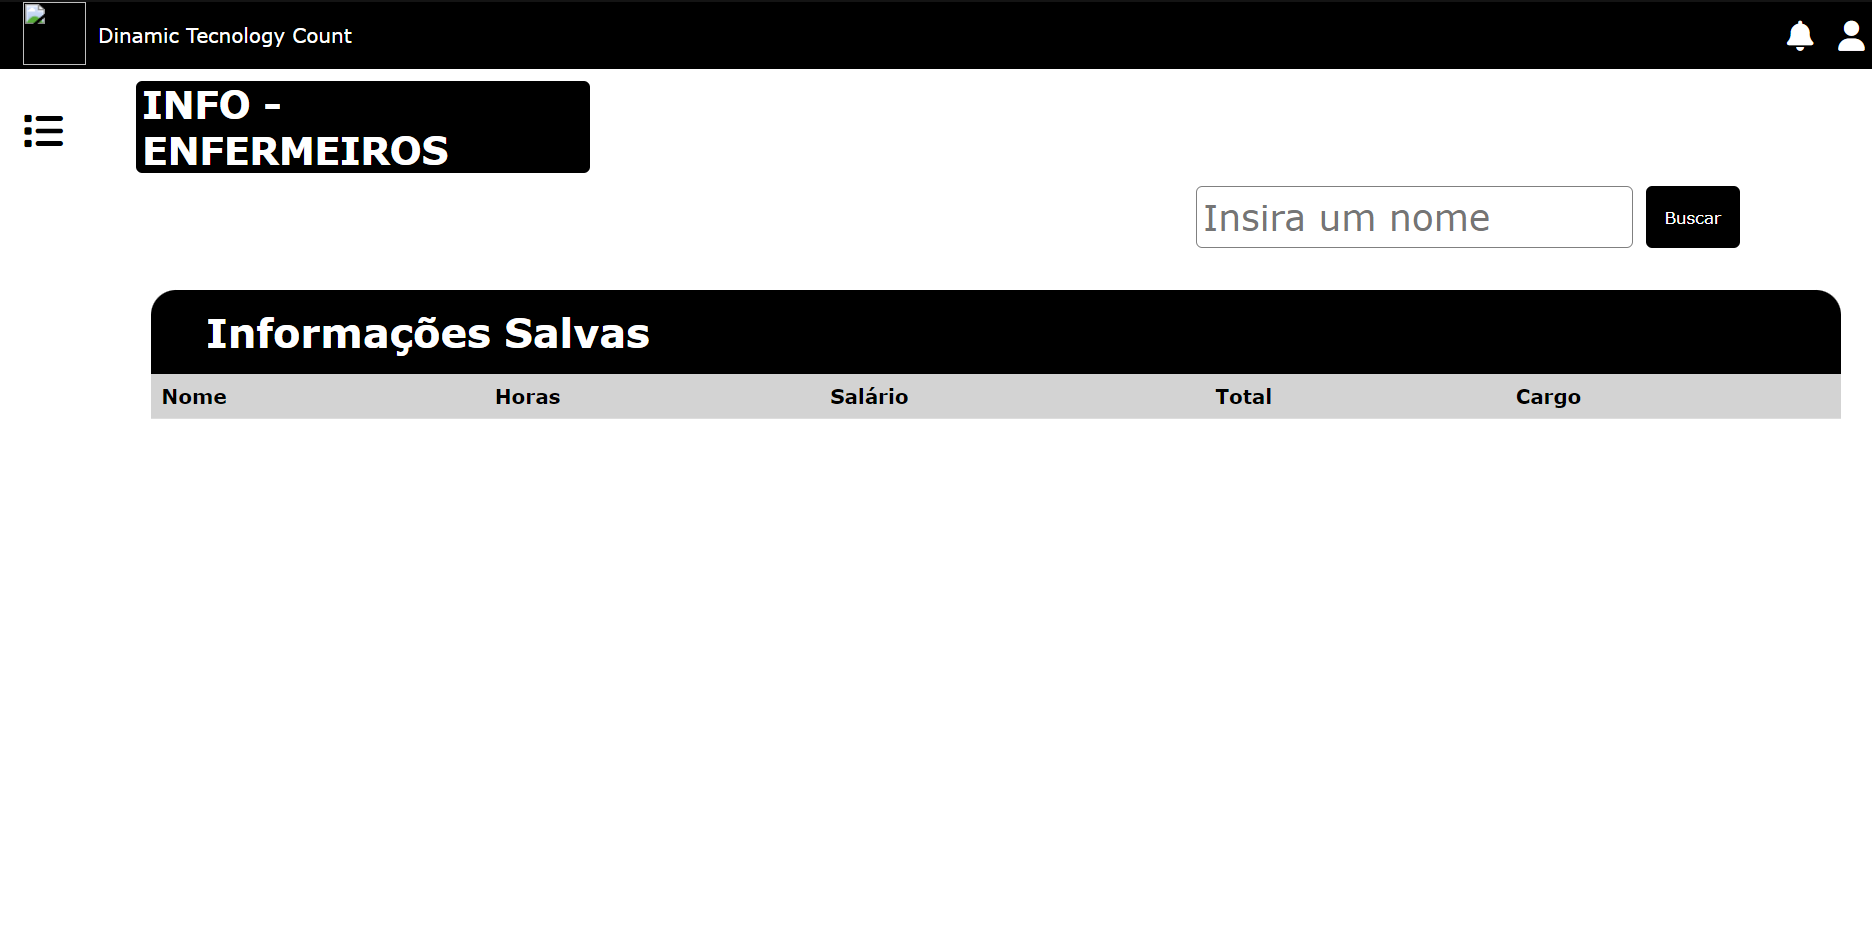 Dinamic Tecnology Count
INFO -
ENFERMEIROS
Insira um nome
Buscar
Informações Salvas
Nome Horas Salário Total Cargo